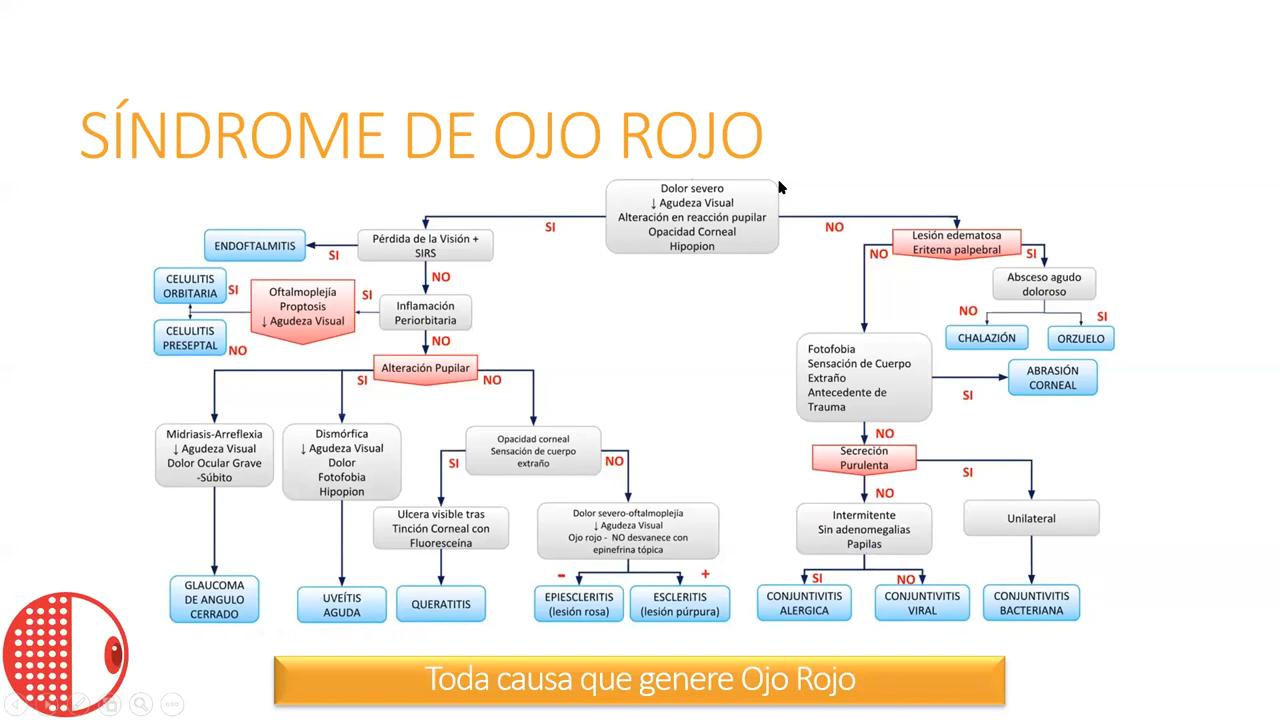 SÍNDROME DE OJO ROJO
Dolor severo
↓ Agudeza Visual
Alteración en reacción pupilar
Opacidad Corneal
Hipopion
SI
NO
Pérdida de la Visión +
SIRS
SI
ENDOFTALMITIS
NO
Inflamación
Periorbitaria
SI
Oftalmoplejía
Proptosis
↓ Agudeza Visual
SI
CELULITIS
ORBITARIA
NO
CELULITIS
PRESEPTAL
NO
Alteración Pupilar
SI
NO
Midriasis-Arreflexia
↓ Agudeza Visual
Dolor Ocular Grave
-Súbito
GLAUCOMA
DE ANGULO
CERRADO
Dismórfica
↓ Agudeza Visual
Dolor
Fotofobia
Hipopion
UVEÍTIS
AGUDA
Opacidad corneal
Sensación de cuerpo
extraño
SI
NO
Ulcera visible tras
Tinción Corneal con
Fluoresceína
QUERATITIS
Dolor severo-oftalmoplejía
↓ Agudeza Visual
Ojo rojo - NO desvanece con
epinefrina tópica
-
+
EPIESCLERITIS
(lesión rosa)
ESCLERITIS
(lesión púrpura)
Lesión edematosa
Eritema palpebral
NO
SI
Absceso agudo
doloroso
NO
SI
CHALAZIÓN
ORZUELO
Fotofobia
Sensación de Cuerpo
Extraño
Antecedente de
Trauma
SI
ABRASIÓN
CORNEAL
NO
Secreción
Purulenta
SI
NO
Intermitente
Sin adenomegalias
Papilas
SI
NO
CONJUNTIVITIS
ALERGICA
CONJUNTIVITIS
VIRAL
Unilateral
CONJUNTIVITIS
BACTERIANA
Toda causa que genere Ojo Rojo